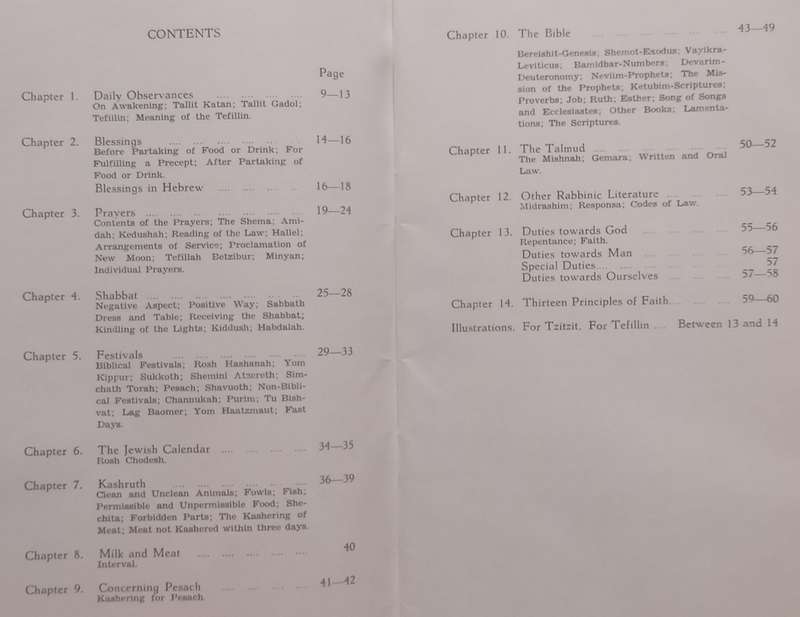 CONTENTS
Page
Chapter 1. Daily Observances .... .... .... .... .... 9—13
On Awakening; Tallit Katan; Tallit Gadol;
Tefillin; Meaning of the Tefillin.
Chapter 2. Blessings .... .... .... .... .... .... 14—16
Before Partaking of Food or Drink; For
Fulfilling a Precept; After Partaking of
Food or Drink.
Blessings in Hebrew .... .... .... .. 16—18
Chapter 3. Prayers .... .... .... .... .... .... .... 19—24
Contents of the Prayers; The Shema; Ami-
dah; Kedushah; Reading of the Law; Hallel;
Arrangements of Service; Proclamation of
New Moon; Tefillah Betzibur; Minyan;
Individual Prayers.
Chapter 4. Shabbat .... .... .... .... .... .... .. 25—28
Negative Aspect; Positive Way; Sabbath
Dress and Table; Receiving the Shabbat;
Kindling of the Lights; Kiddush; Habdalah.
Chapter 5. Festivals .... .... .... .... .... .... 29—33
Biblical Festivals; Rosh Hashanah; Yom
Kippur; Sukkoth; Shemini Atzereth; Sim-
chath Torah; Pesach; Shavuoth; Non-Bibli-
cal Festivals; Channukah; Purim; Tu Bish-
vat; Lag Baomer; Yom Haatzmaut; Fast
Days.
Chapter 6. The Jewish Calendar .... .... .... .... 34—35
Rosh Chodesh.
Chapter 7. Kashruth .... .... .... .... .... .... 36—39
Clean and Unclean Animals; Fowls; Fish;
Permissible and Unpermissible Food; She-
chita; Forbidden Parts; The Kashering of
Meat; Meat not Kashered within three days.
Chapter 8. Milk and Meat .... .... .... .... .... 40
Interval.
Chapter 9. Concerning Pesach .... .... .... .... 41—42
Kashering for Pesach.
Chapter 10. The Bible .... .... .... .... .... .... 43—49
Bereishit-Genesis; Shemot-Exodus; Vayikra-
Leviticus; Bamidbar-Numbers; Devarim-
Deuteronomy; Neviim-Prophets; The Mis-
sion of the Prophets; Ketubim-Scriptures;
Proverbs; Job; Ruth; Esther; Song of Songs
and Ecclesiastes; Other Books; Lamenta-
tions; The Scriptures.
Chapter 11. The Talmud .... .... .... .... .... 50—52
The Mishnah; Gemara; Written and Oral
Law.
Chapter 12. Other Rabbinic Literature .... .... .... 53—54
Midrashim; Responsa; Codes of Law.
Chapter 13. Duties towards God .... .... .... 55—56
Repentance; Faith.
Duties towards Man .... .... .... 56—57
Special Duties.... .... .... .... .... 57
Duties towards Ourselves .... .... .... 57—58
Chapter 14. Thirteen Principles of Faith.... .... .... 59—60
Illustrations. For Tzitzit. For Tefillin .... Between 13 and 14